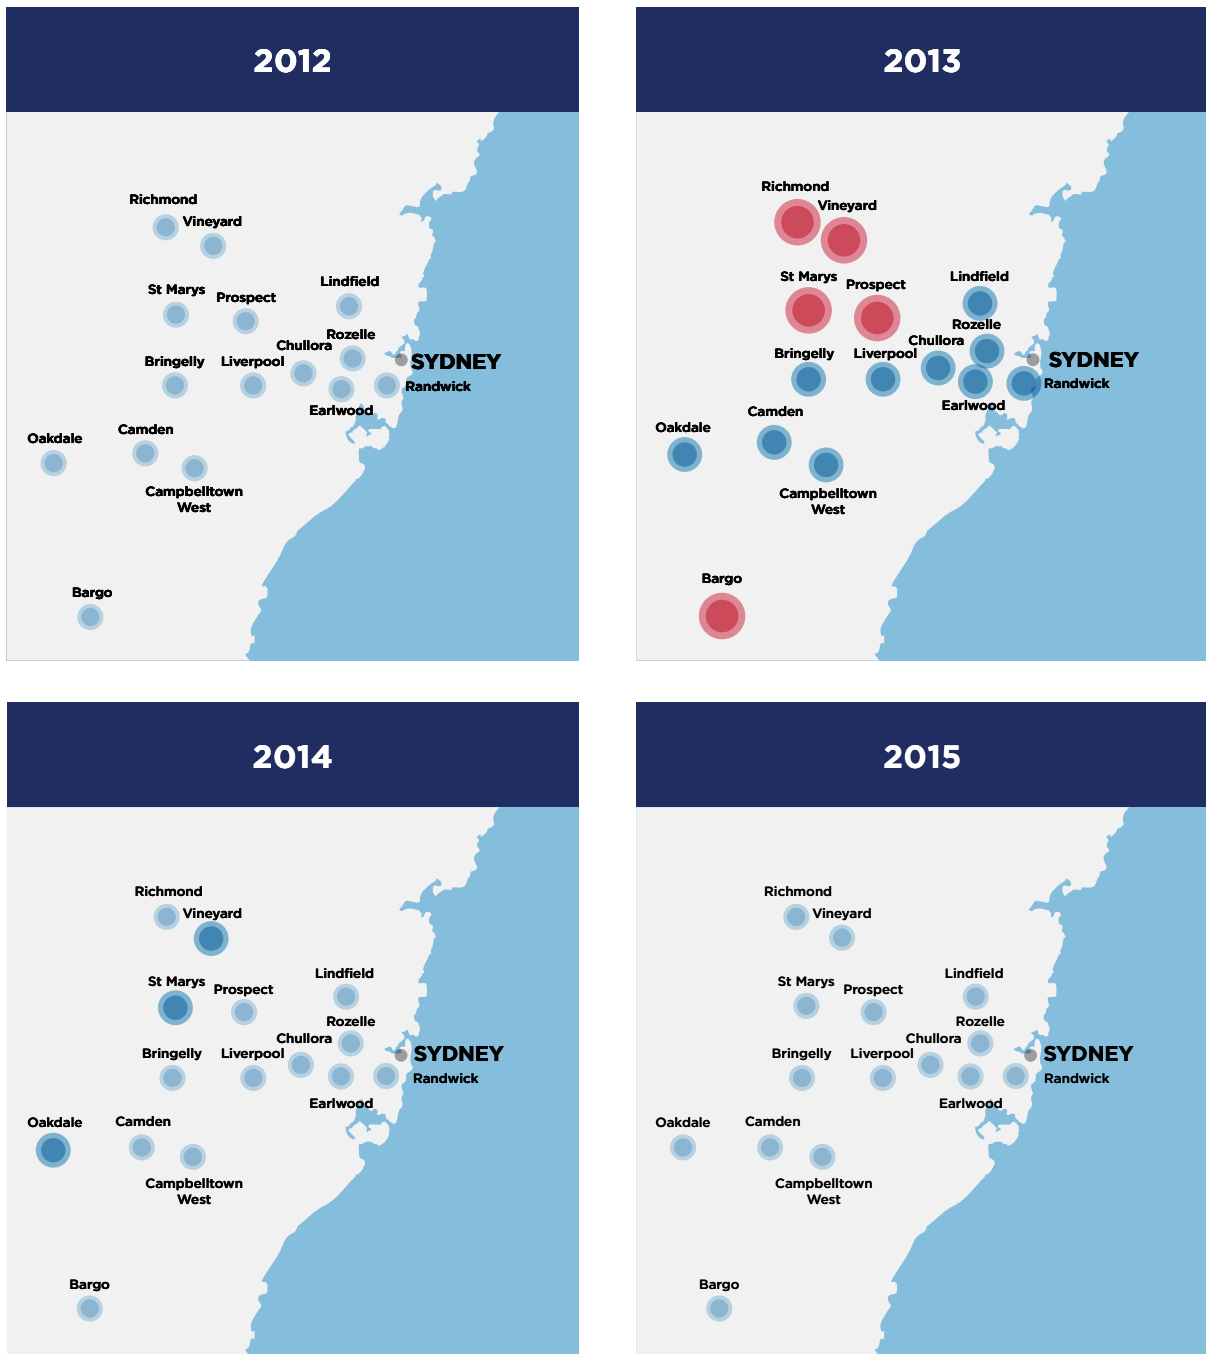 2012
Richmond
Vineyard
Lindfield
St Marys
Prospect
Rozelle
Chullora
Bringelly
Liverpool
SYDNEY
Randwick
Earlwood
Camden
Oakdale
Campbelltown
West
Bargo
2013
Richmond
Vineyard
St Marys
Lindfield
Prospect
Rozelle
Chullora
Bringelly
Liverpool
SYDNEY
Randwick
Earlwood
Camden
Oakdale
Campbelltown
West
Bargo
2014
Richmond
Vineyard
Lindfield
St Marys
Prospect
Rozelle
Chullora
Bringelly
Liverpool
SYDNEY
Randwick
Earlwood
Oakdale
Camden
Campbelltown
West
Bargo
2015
Richmond
Vineyard
Lindfield
St Marys
Prospect
Rozelle
Chullora
Bringelly
Liverpool
SYDNEY
Randwick
Earlwood
Oakdale
Camden
Campbelltown
West
Bargo